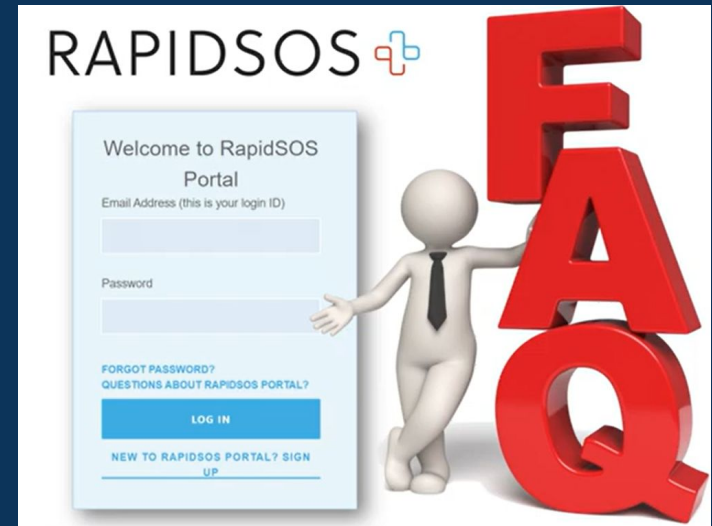 RAPIDSOS
Welcome to RapidSOS
Portal
Email Address (this is your login ID)
Password
FORGOT PASSWORD?
QUESTIONS ABOUT RAPIDSOS PORTAL?
LOG IN
NEW TO RAPIDSOS PORTAL? SIGN
UP
F
A
Q